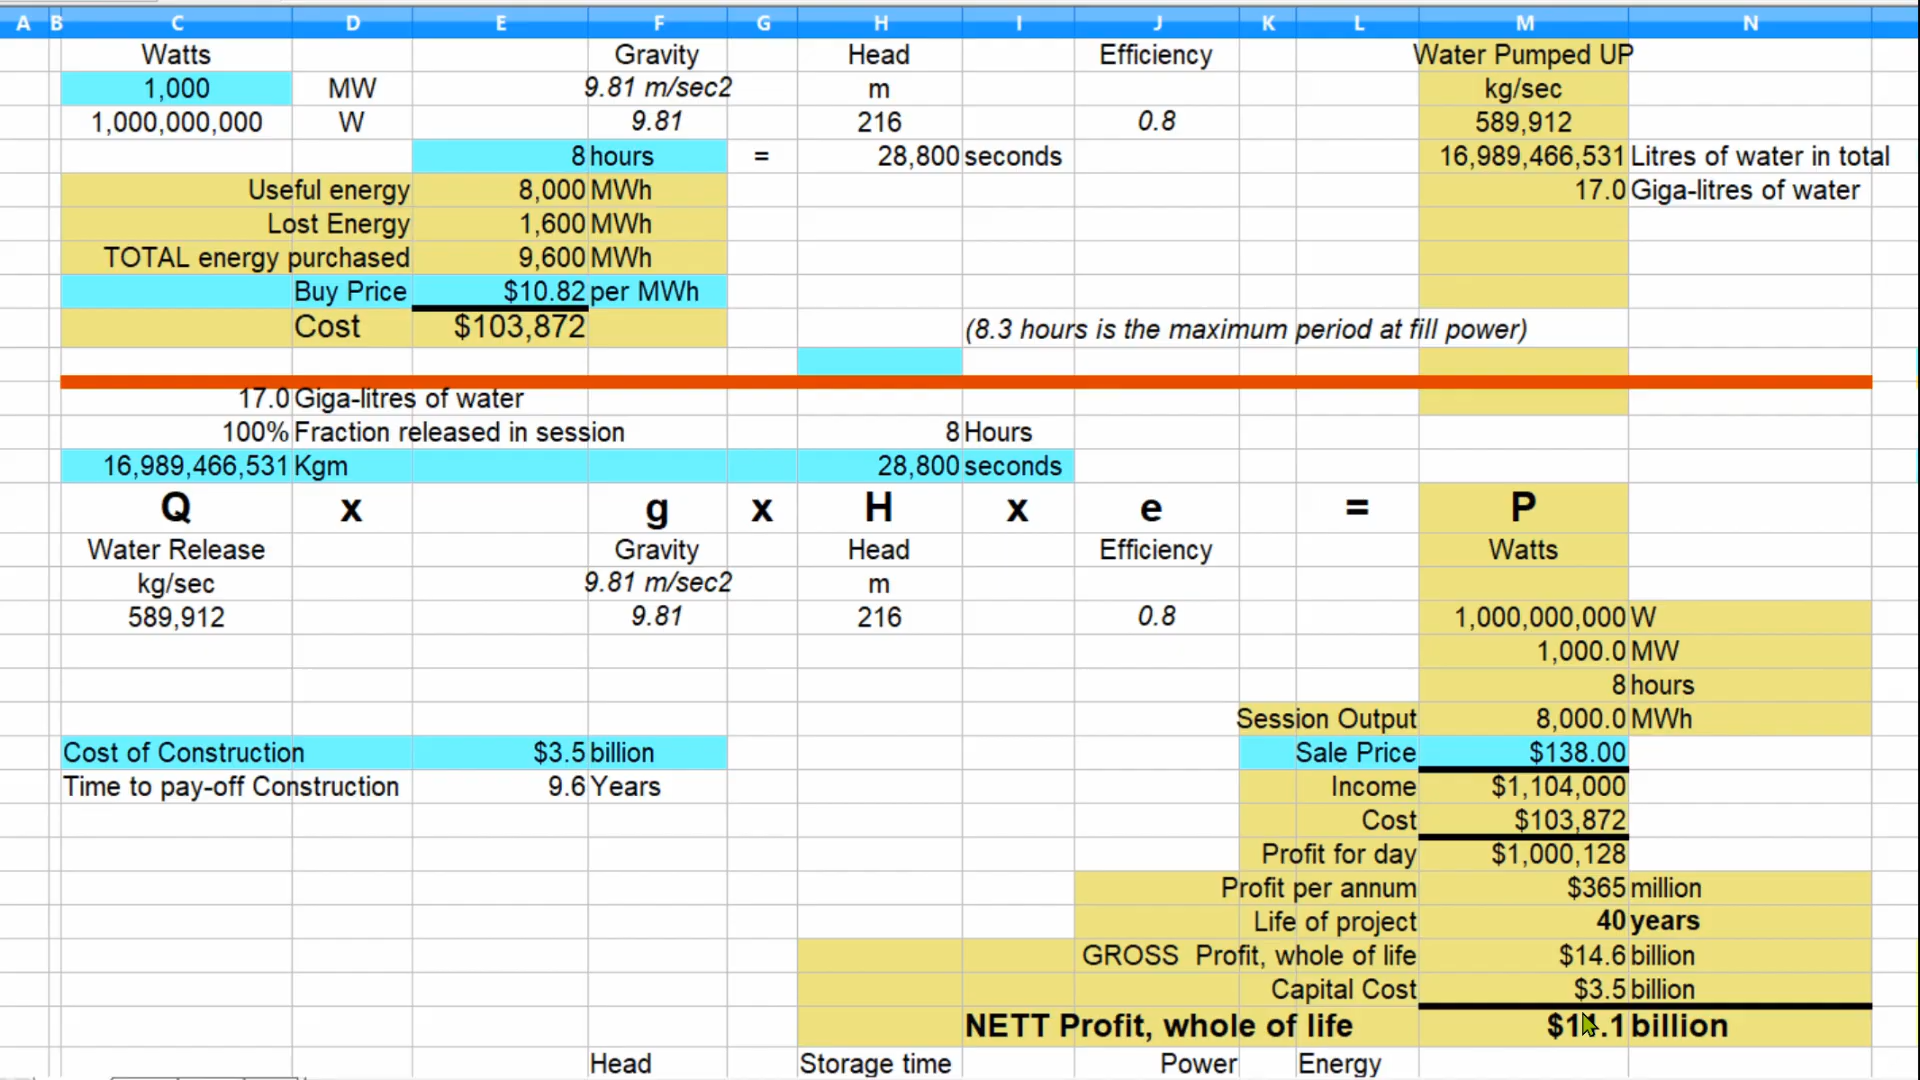 A B C D E F G H I J K L M N
Watts Gravity Head Efficiency Water Pumped UP
1,000 MW 9.81 m/sec2 m kg/sec
1,000,000,000 W 9.81 216 0.8 589,912
8 hours = 28,800 seconds 16,989,466,531 Litres of water in total
Useful energy 8,000 MWh 17.0 Giga-litres of water
Lost Energy 1,600 MWh
TOTAL energy purchased 9,600 MWh
Buy Price $10.82 per MWh
Cost $103,872 (8.3 hours is the maximum period at fill power)
17.0 Giga-litres of water
100% Fraction released in session 8 Hours
16,989,466,531 Kgm 28,800 seconds
Q x g x H x e = P
Water Release Gravity Head Efficiency Watts
kg/sec 9.81 m/sec2 m
589,912 9.81 216 0.8 1,000,000,000 W
1,000.0 MW
8 hours
Session Output 8,000.0 MWh
Cost of Construction $3.5 billion Sale Price $138.00
Time to pay-off Construction 9.6 Years Income $1,104,000
Cost $103,872
Profit for day $1,000,128
Profit per annum $365 million
Life of project 40 years
GROSS Profit, whole of life $14.6 billion
Capital Cost $3.5 billion
NETT Profit, whole of life $11.1 billion
Head Storage time Power Energy